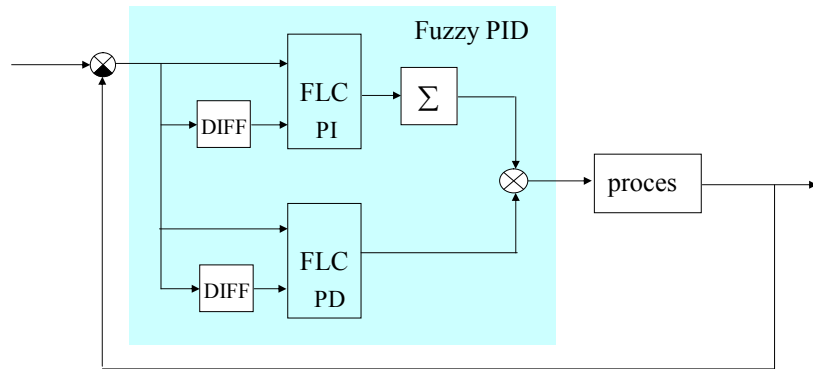 Fuzzy PID
FLC
PI
Σ
DIFF
proces
FLC
PD
DIFF